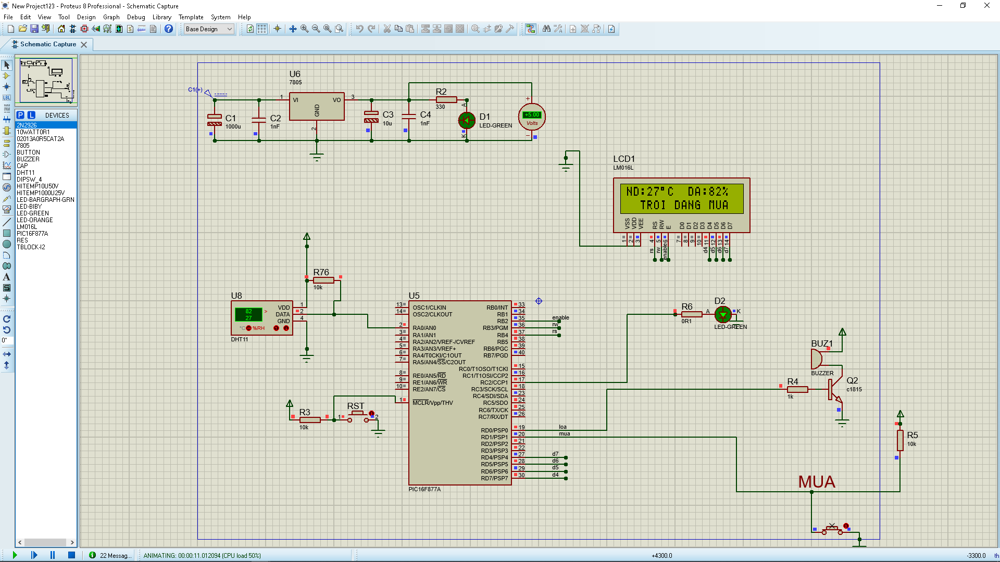 New Project123 - Proteus 8 Professional - Schematic Capture
File Edit View Tool Design Graph Debug Library Template System Help
Base Design
Schematic Capture
P L DEVICES
2N2926
10WATT0R1
02013A0R5CAT2A
7805
BUTTON
BUZZER
CAP
DHT11
DIPSW_4
HITEMP10U50V
HITEMP1000U25V
LED-BARGRAPH-GRN
LED-BIBY
LED-GREEN
LED-ORANGE
LM016L
PIC16F877A
RES
TBLOCK-I2
LBL
A
S
0°
C1(+)
U6
7805
1 VI VO 3
GND
2
C1
1000u
C2
1nF
C3
10u
C4
1nF
R2
330
A
K
D1
LED-GREEN
+
+5.00
Volts
−
LCD1
LM016L
ND:27°C DA:82%
TROI DANG MUA
VSS VDD VEE RS RW E D0 D1 D2 D3 D4 D5 D6 D7
1 2 3 4 5 6 7 8 9 10 11 12 13 14
rs rw enable d4 d5 d6 d7
R76
10k
U8
82
27
>
°C %RH
VDD 1
DATA 2
GND 4
DHT11
U5
13 OSC1/CLKIN RB0/INT 33
14 OSC2/CLKOUT RB1 34
RB2 35 enable
2 RA0/AN0 RB3/PGM 36 rw
3 RA1/AN1 RB4 37 rs
4 RA2/AN2/VREF-/CVREF RB5 38
5 RA3/AN3/VREF+ RB6/PGC 39
6 RA4/T0CKI/C1OUT RB7/PGD 40
7 RA5/AN4/SS/C2OUT
RC0/T1OSO/T1CKI 15
8 RE0/AN5/RD RC1/T1OSI/CCP2 16
9 RE1/AN6/WR RC2/CCP1 17
10 RE2/AN7/CS RC3/SCK/SCL 18
RC4/SDI/SDA 23
1 MCLR/Vpp/THV RC5/SDO 24
RC6/TX/CK 25
RC7/RX/DT 26
RD0/PSP0 19 loa
RD1/PSP1 20 mua
RD2/PSP2 21
RD3/PSP3 22
RD4/PSP4 27 d7
RD5/PSP5 28 d6
RD6/PSP6 29 d5
RD7/PSP7 30 d4
PIC16F877A
R3
10k
RST
1 2
R6
0R1
D2
A K
LED-GREEN
BUZ1
BUZZER
R4
1k
Q2
c1815
R5
10k
MUA
22 Messag...
ANIMATING: 00:00:11.012094 (CPU load 50%)
+4300.0
-3300.0
th